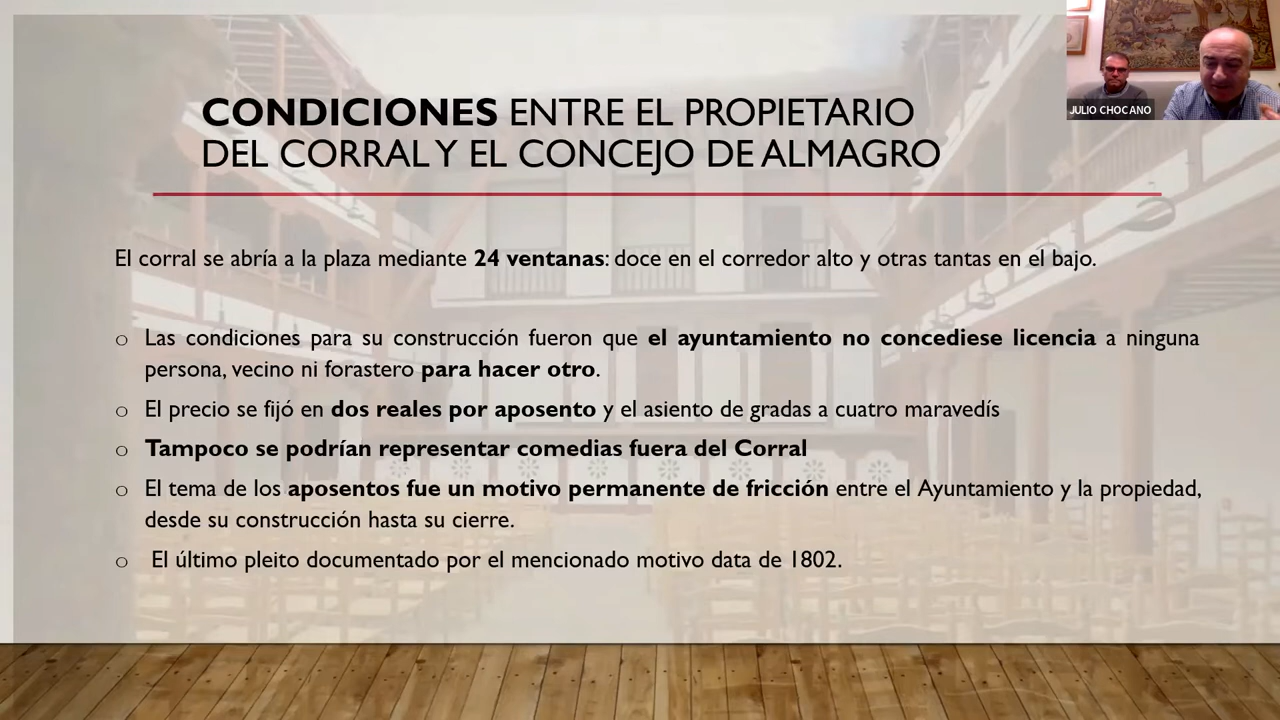 JULIO CHOCANO
CONDICIONES ENTRE EL PROPIETARIO
DEL CORRAL Y EL CONCEJO DE ALMAGRO
El corral se abría a la plaza mediante 24 ventanas: doce en el corredor alto y otras tantas en el bajo.
o Las condiciones para su construcción fueron que el ayuntamiento no concediese licencia a ninguna
persona, vecino ni forastero para hacer otro.
o El precio se fijó en dos reales por aposento y el asiento de gradas a cuatro maravedís
o Tampoco se podrían representar comedias fuera del Corral
o El tema de los aposentos fue un motivo permanente de fricción entre el Ayuntamiento y la propiedad,
desde su construcción hasta su cierre.
o El último pleito documentado por el mencionado motivo data de 1802.